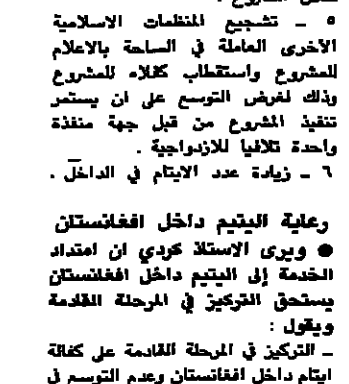 ٥ ـ تشجيع المنظمات الاسلامية
الأخرى العاملة في الساحة بالاعلام
للمشروع واستقطاب كفلاء للمشروع
وذلك لغرض التوسع على ان يستمر
تنفيذ المشروع من قبل جهة منفذة
واحدة تلافيا للازدواجية .
٦ ـ زيادة عدد الايتام في الداخل .
رعاية اليتيم داخل افغانستان
● ويرى الاستاذ كردي ان امتداد
الخدمة إلى اليتيم داخل افغانستان
يستحق التركيز في المرحلة القادمة
ويقول :
ـ التركيز في المرحلة القادمة على كفالة
ايتام داخل أفغانستان وعدم التوسع في